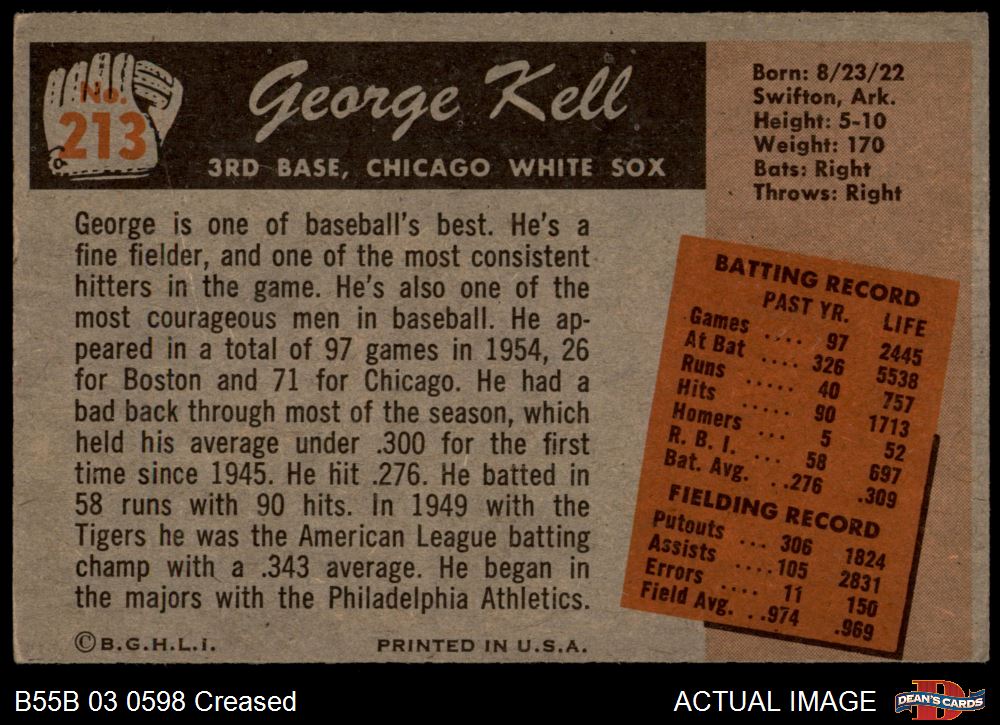 No.
213
George Kell
3RD BASE, CHICAGO WHITE SOX
Born: 8/23/22
Swifton, Ark.
Height: 5-10
Weight: 170
Bats: Right
Throws: Right
George is one of baseball's best. He's a
fine fielder, and one of the most consistent
hitters in the game. He's also one of the
most courageous men in baseball. He ap-
peared in a total of 97 games in 1954, 26
for Boston and 71 for Chicago. He had a
bad back through most of the season, which
held his average under .300 for the first
time since 1945. He hit .276. He batted in
58 runs with 90 hits. In 1949 with the
Tigers he was the American League batting
champ with a .343 average. He began in
the majors with the Philadelphia Athletics.
BATTING RECORD
PAST YR. LIFE
Games .... 97 2445
At Bat .... 326 5538
Runs ..... 40 757
Hits ..... 90 1713
Homers ... 5 52
R. B. I. ... 58 697
Bat. Avg. ..276 .309
FIELDING RECORD
Putouts ... 306 1824
Assists ....105 2831
Errors .... 11 150
Field Avg. ..974 .969
©B.G.H.L.i. PRINTED IN U.S.A.
B55B 03 0598 Creased
ACTUAL IMAGE
DEAN'S CARDS